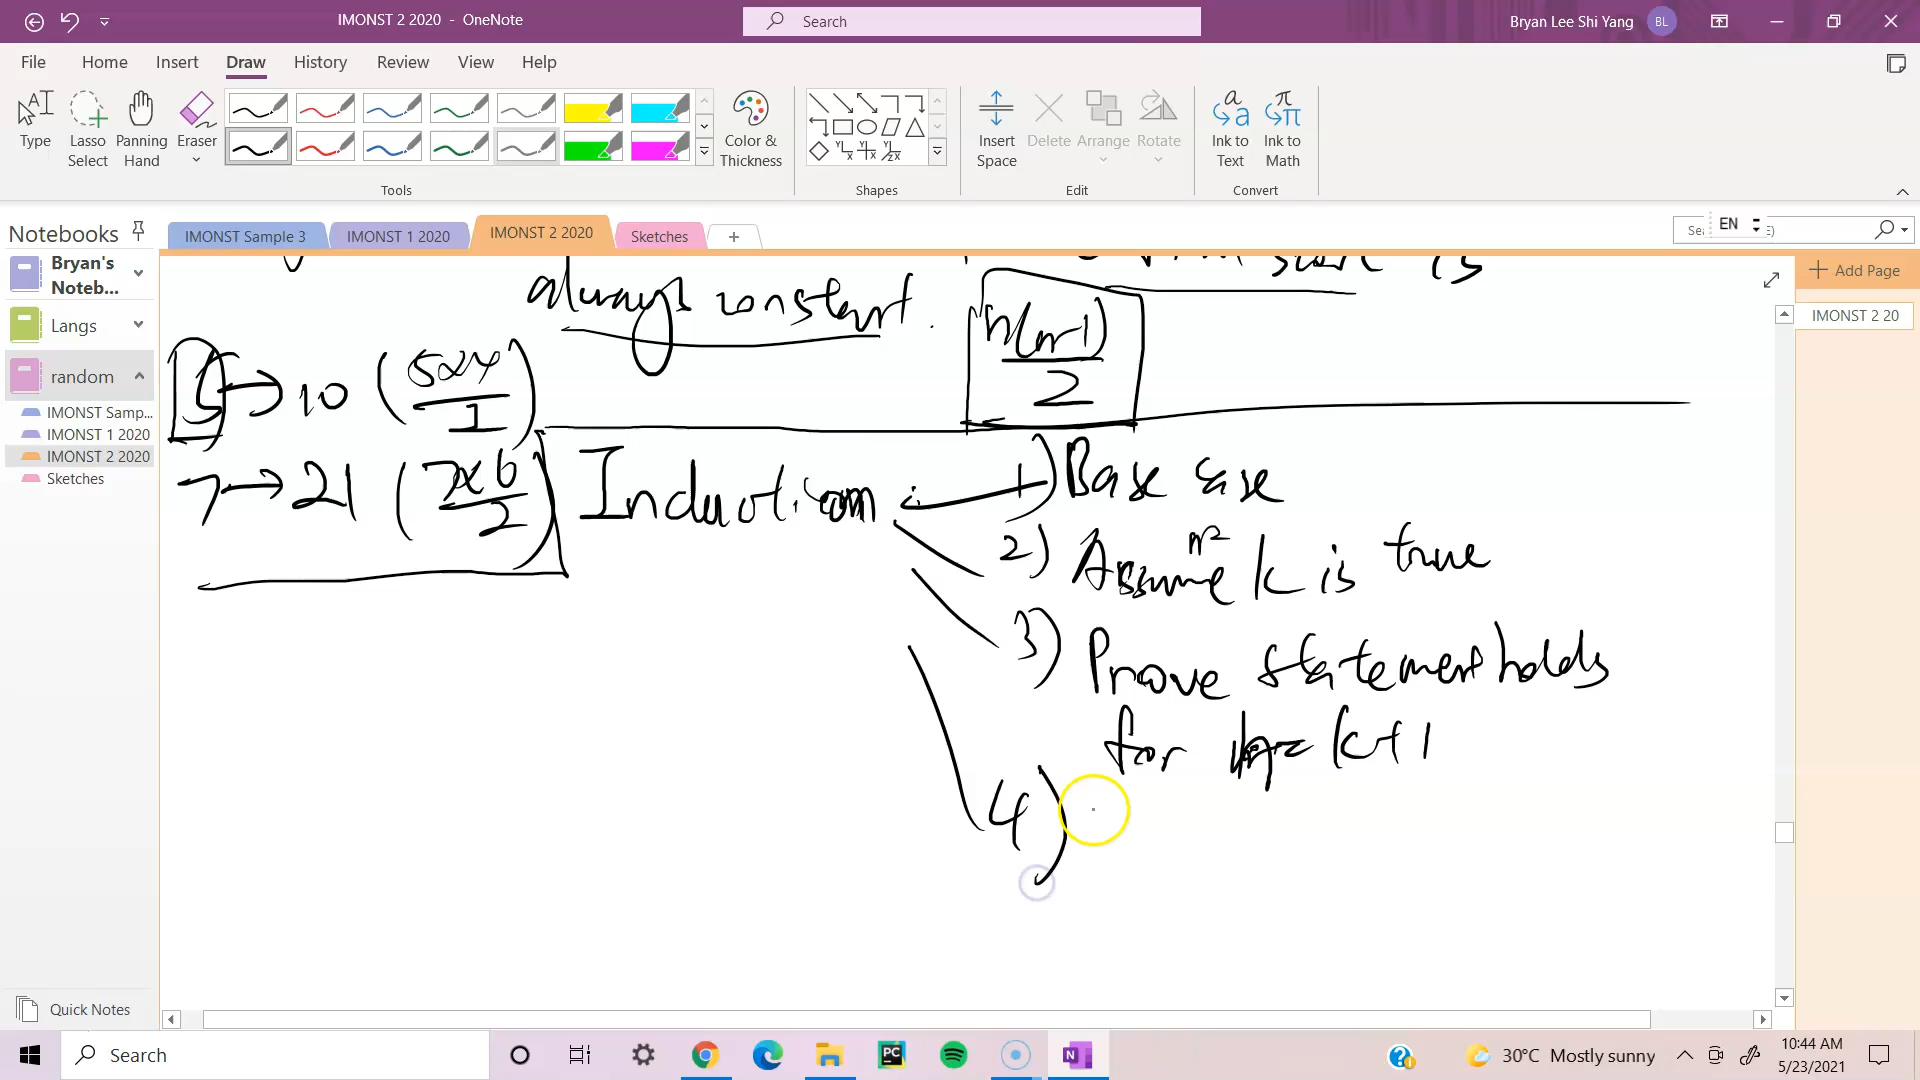 IMONST 2 2020 - OneNote
Search
Bryan Lee Shi Yang
BL
File
Home
Insert
Draw
History
Review
View
Help
Type
Lasso Select
Panning Hand
Eraser
Color & Thickness
Insert Space
Delete
Arrange
Rotate
Ink to Text
Ink to Math
Tools
Shapes
Edit
Convert
Notebooks
IMONST Sample 3
IMONST 1 2020
IMONST 2 2020
Sketches
EN
Bryan's Noteb...
Langs
random
IMONST Samp...
IMONST 1 2020
IMONST 2 2020
Sketches
Quick Notes
Add Page
IMONST 2 20
is
always constant.
n(n-1)/2
5 → 10 (5×4/2)
7 → 21 (7×6/2)
Induction :
1) Base case
2) Assume n= k is true
3) Prove statement holds
for n= k+1
4)
Search
30°C Mostly sunny
10:44 AM
5/23/2021